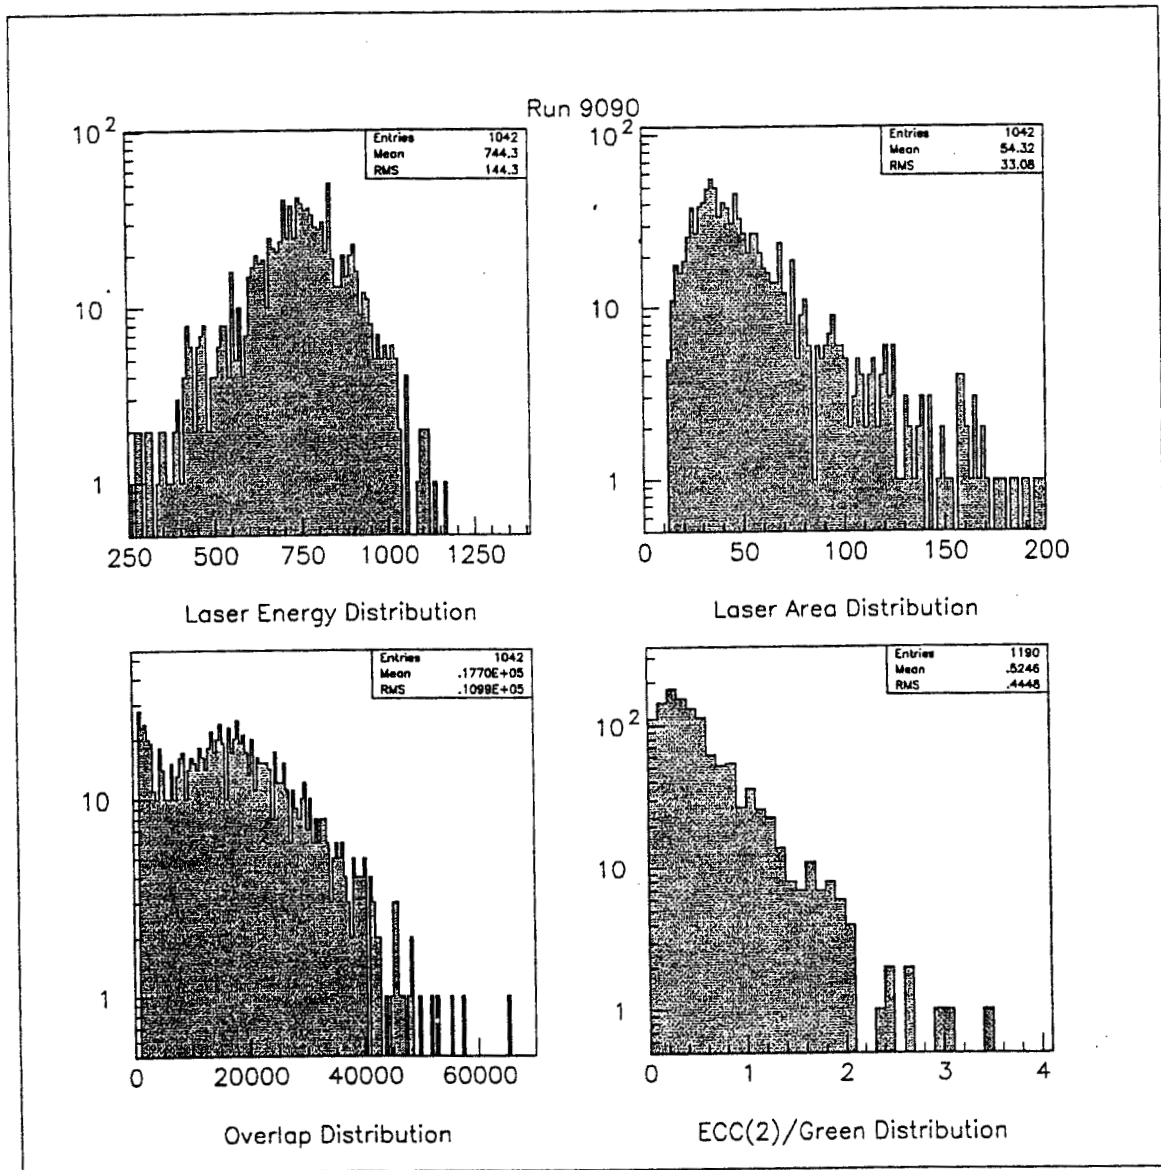 Run 9090
10^2
10
1
Entries 1042
Mean 744.3
RMS 144.3
250 500 750 1000 1250
Laser Energy Distribution
10^2
10
1
Entries 1042
Mean 54.32
RMS 33.08
0 50 100 150 200
Laser Area Distribution
10
1
Entries 1042
Mean .1770E+05
RMS .1099E+05
0 20000 40000 60000
Overlap Distribution
10^2
10
1
Entries 1190
Mean .5246
RMS .4448
0 1 2 3 4
ECC(2)/Green Distribution